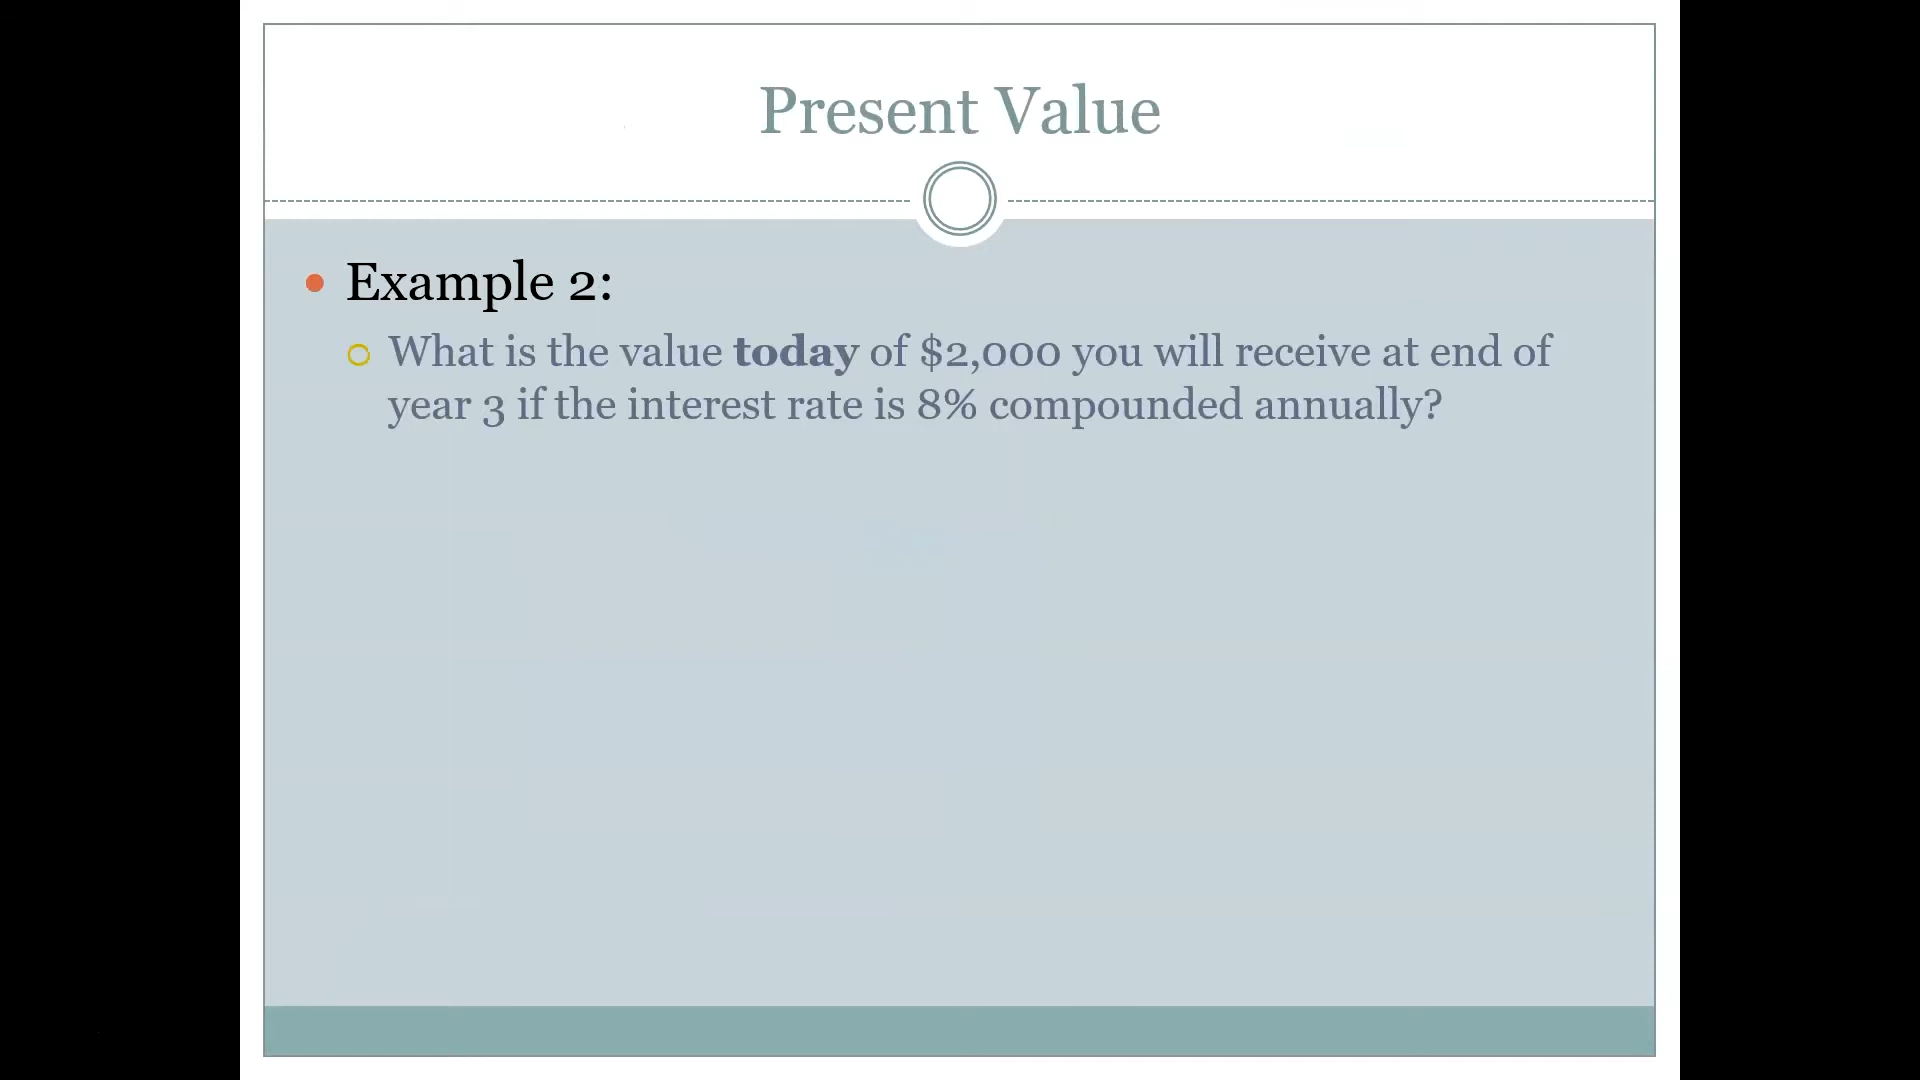 Present Value
Example 2:
What is the value today of $2,000 you will receive at end of
year 3 if the interest rate is 8% compounded annually?